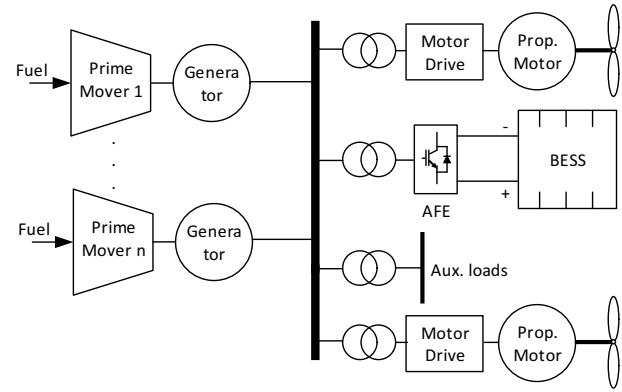 Fuel
Prime
Mover 1
Genera
tor
Motor
Drive
Prop.
Motor
-
+
AFE
BESS
.
.
.
Fuel
Prime
Mover n
Genera
tor
Aux. loads
Motor
Drive
Prop.
Motor